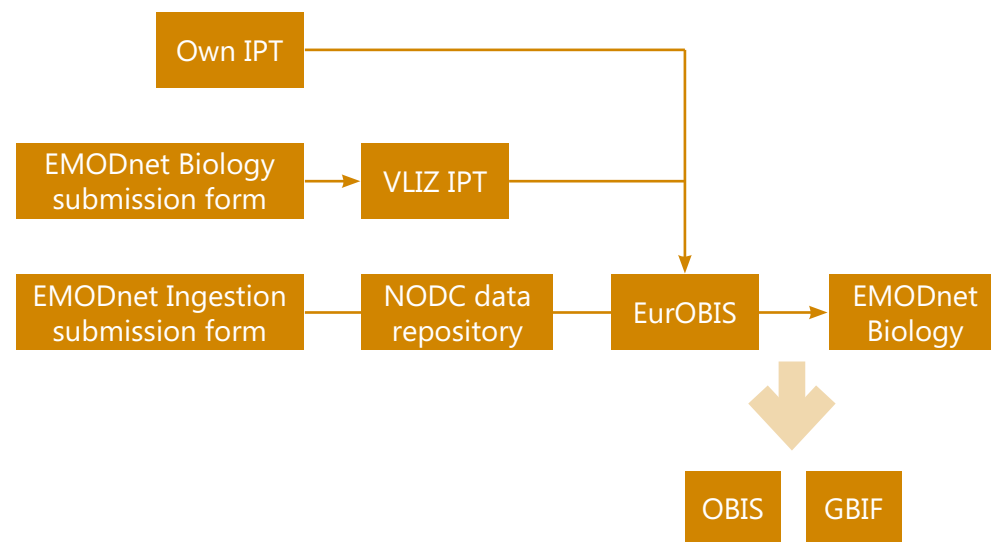 Own IPT
EMODnet Biology
submission form
VLIZ IPT
EMODnet Ingestion
submission form
NODC data
repository
EurOBIS
EMODnet
Biology
OBIS
GBIF